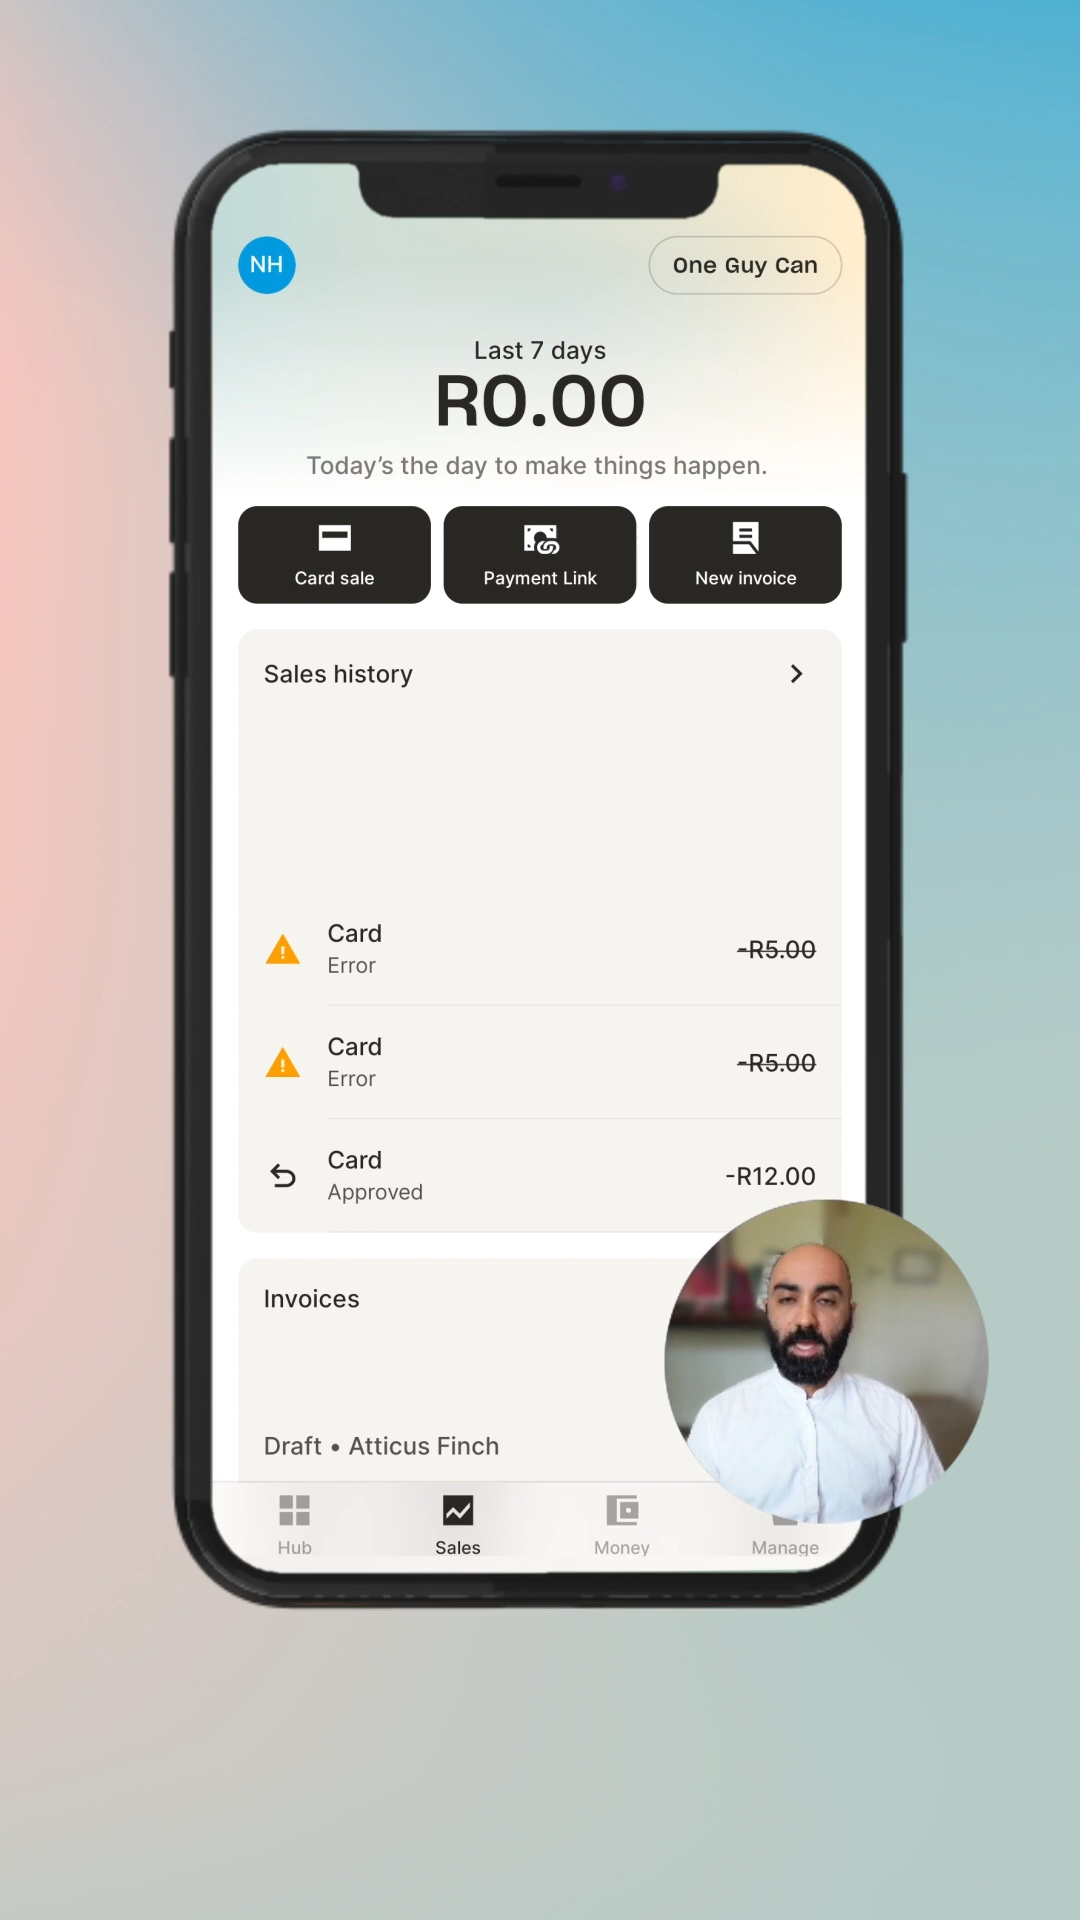 NH
One Guy Can
Last 7 days
R0.00
Today’s the day to make things happen.
Card sale
Payment Link
New invoice
Sales history
Card
Error
-R5.00
Card
Error
-R5.00
Card
Approved
-R12.00
Invoices
Draft • Atticus Finch
Hub
Sales
Money
Manage